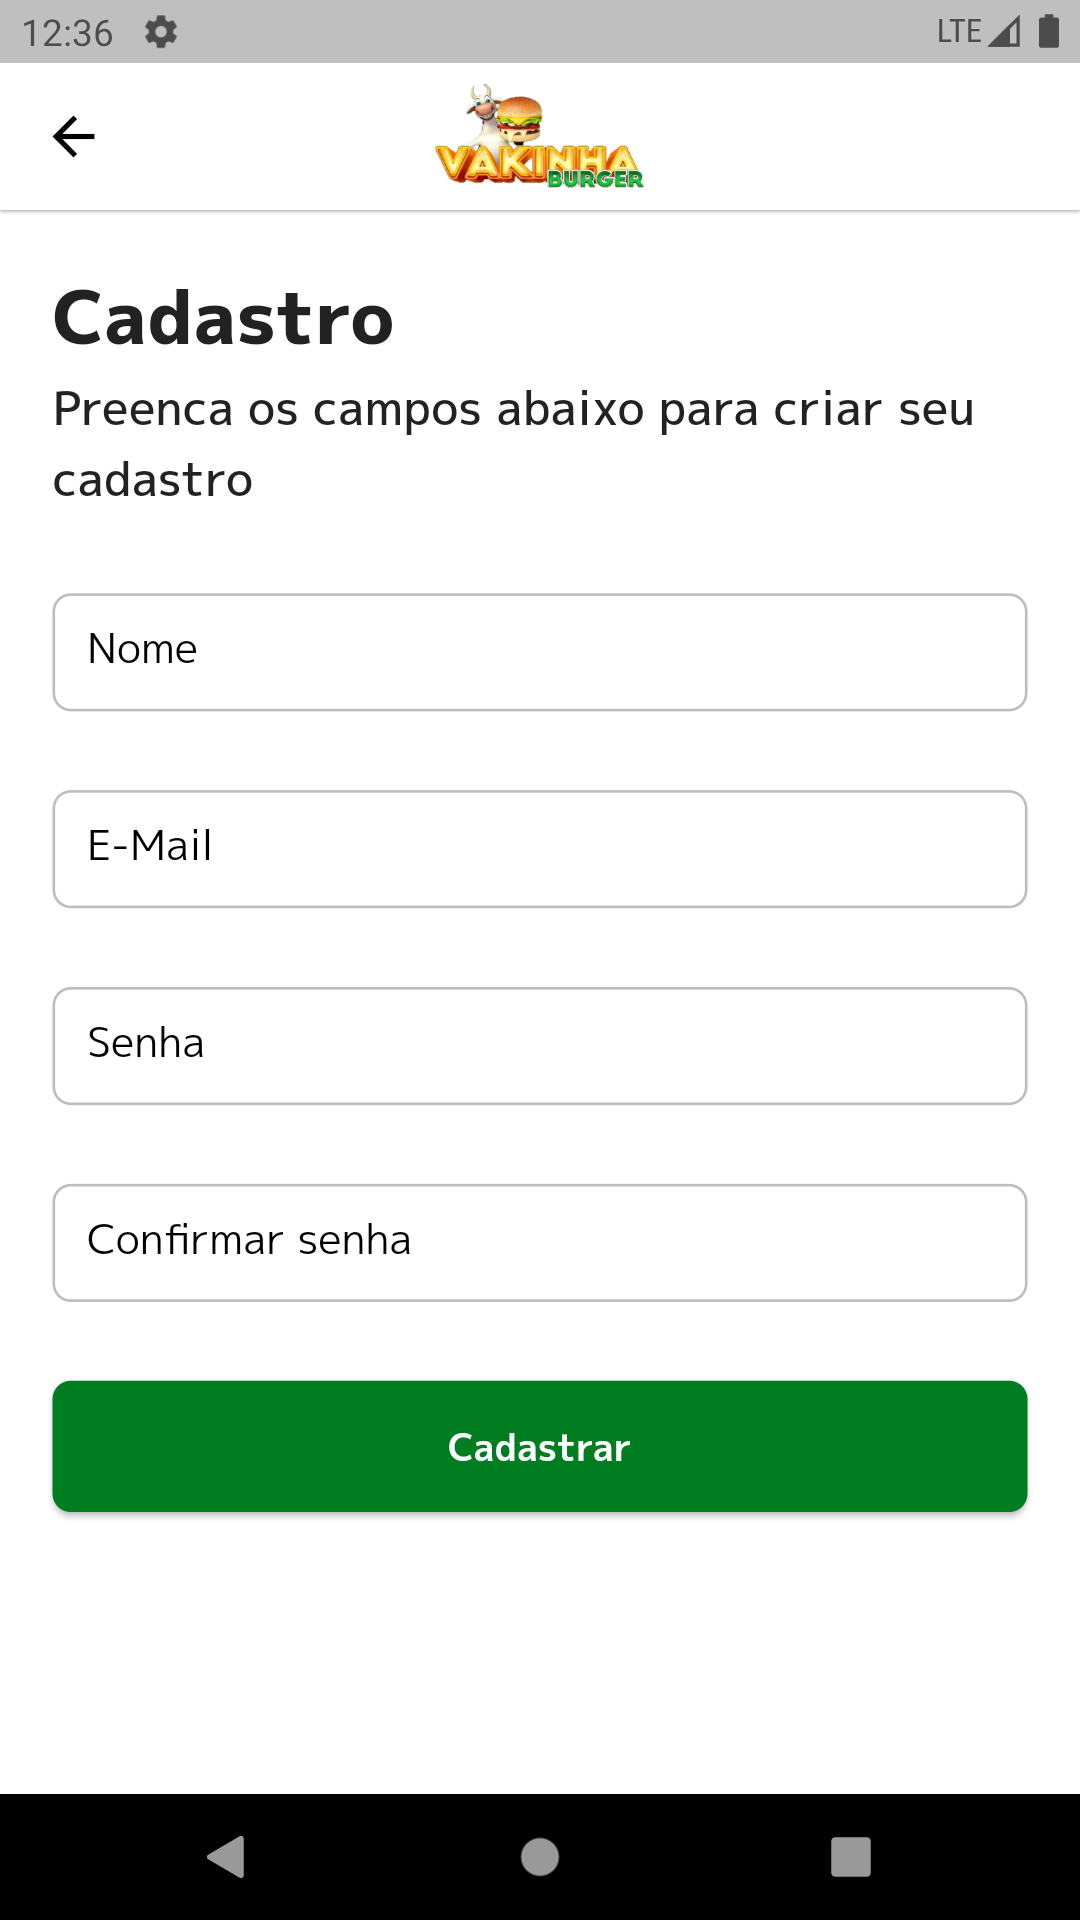 12:36
LTE
VAKINHA
BURGER
Cadastro
Preenca os campos abaixo para criar seu
cadastro
Nome
E-Mail
Senha
Confirmar senha
Cadastrar